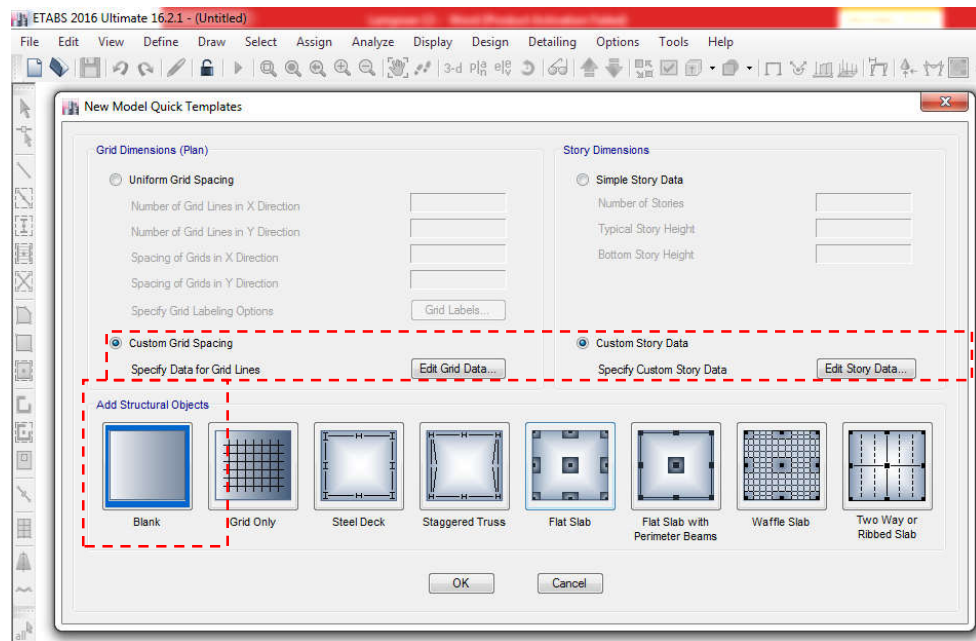 ETABS 2016 Ultimate 16.2.1 - (Untitled)
File Edit View Define Draw Select Assign Analyze Display Design Detailing Options Tools Help
3-d
New Model Quick Templates
Grid Dimensions (Plan)
Uniform Grid Spacing
Number of Grid Lines in X Direction
Number of Grid Lines in Y Direction
Spacing of Grids in X Direction
Spacing of Grids in Y Direction
Specify Grid Labeling Options
Grid Labels...
Custom Grid Spacing
Specify Data for Grid Lines
Edit Grid Data...
Story Dimensions
Simple Story Data
Number of Stories
Typical Story Height
Bottom Story Height
Custom Story Data
Specify Custom Story Data
Edit Story Data...
Add Structural Objects
Blank
Grid Only
Steel Deck
Staggered Truss
Flat Slab
Flat Slab with
Perimeter Beams
Waffle Slab
Two Way or
Ribbed Slab
OK
Cancel
all